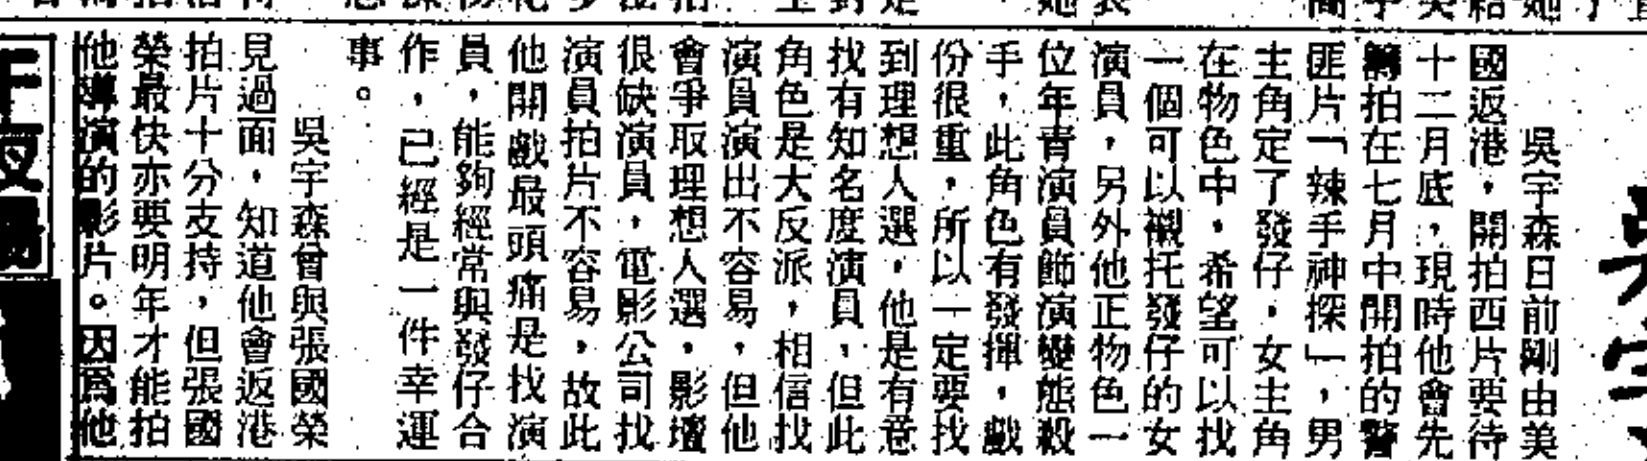 吳宇森日前剛由美
國返港，開拍西片要待
十二月底，現時他會先
籌拍在七月中開拍的警
匪片「辣手神探」，男
主角定了發仔，女主角
在物色中，希望可以找
一個可以襯托發仔的女
演員，另外他正物色一
位年青演員飾演變態殺
手，此角色有發揮，戲
份很重，所以一定要找
到理想人選，他是有意
找有知名度演員，但此
角色是大反派，相信找
演員演出不容易，但他
會爭取理想人選，影壇
很缺演員，電影公司找
演員拍片不容易，故此
他開戲最頭痛是找演
員，能夠經常與發仔合
作，已經是一件幸運
事。
吳宇森曾與張國榮
見過面，知道他會返港
拍片十分支持，但張國
榮最快亦要明年才能拍
他導演的影片。因為他